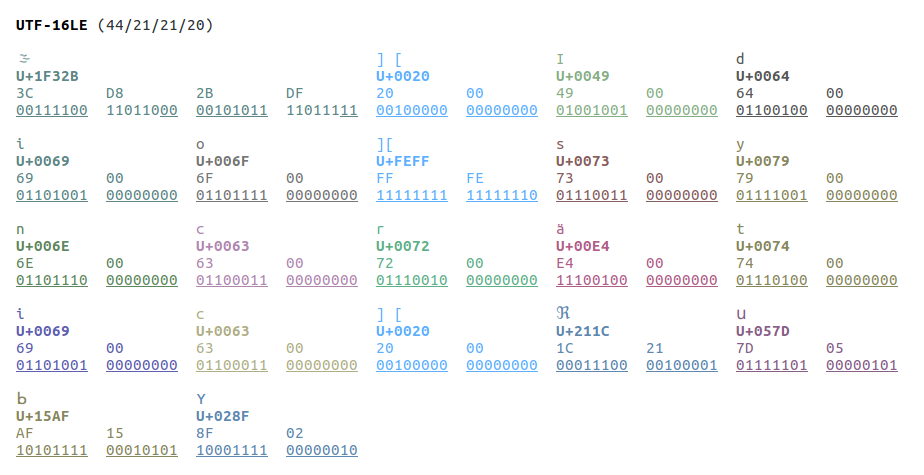 UTF-16LE (44/21/21/20)
🌫 ] [ I d
U+1F32B U+0020 U+0049 U+0064
3C D8 2B DF 20 00 49 00 64 00
00111100 11011000 00101011 11011111 00100000 00000000 01001001 00000000 01100100 00000000
i o ][ s y
U+0069 U+006F U+FEFF U+0073 U+0079
69 00 6F 00 FF FE 73 00 79 00
01101001 00000000 01101111 00000000 11111111 11111110 01110011 00000000 01111001 00000000
n c r ä t
U+006E U+0063 U+0072 U+00E4 U+0074
6E 00 63 00 72 00 E4 00 74 00
01101110 00000000 01100011 00000000 01110010 00000000 11100100 00000000 01110100 00000000
i c ] [ ℜ ս
U+0069 U+0063 U+0020 U+211C U+057D
69 00 63 00 20 00 1C 21 7D 05
01101001 00000000 01100011 00000000 00100000 00000000 00011100 00100001 01111101 00000101
ᖯ ʏ
U+15AF U+028F
AF 15 8F 02
10101111 00010101 10001111 00000010